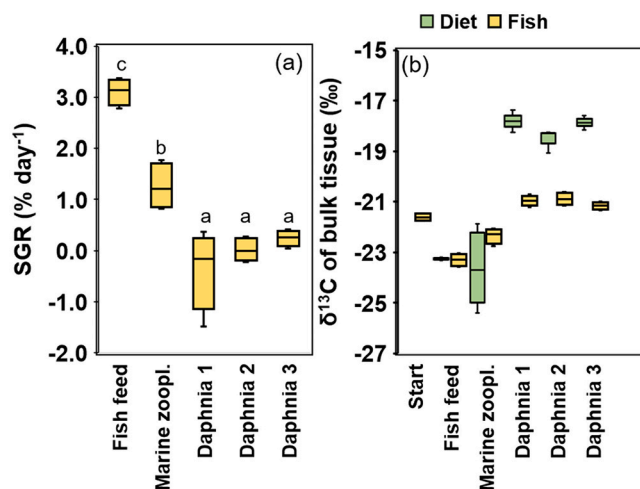 Diet Fish
(a)
SGR (% day⁻¹)
4.0
3.0
2.0
1.0
0.0
-1.0
-2.0
c
b
a
a
a
Fish feed
Marine zoopl.
Daphnia 1
Daphnia 2
Daphnia 3
(b)
δ¹³C of bulk tissue (‰)
-15
-17
-19
-21
-23
-25
-27
Start
Fish feed
Marine zoopl.
Daphnia 1
Daphnia 2
Daphnia 3